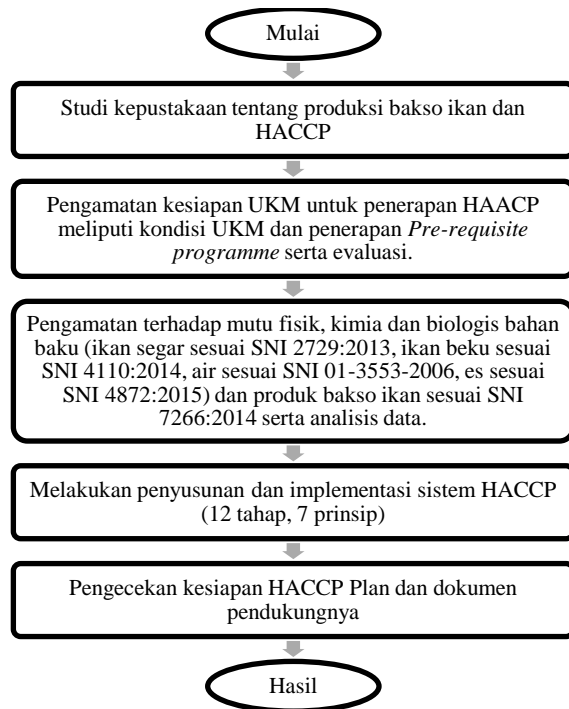 Mulai
Studi kepustakaan tentang produksi bakso ikan dan
HACCP
Pengamatan kesiapan UKM untuk penerapan HAACP
meliputi kondisi UKM dan penerapan Pre-requisite
programme serta evaluasi.
Pengamatan terhadap mutu fisik, kimia dan biologis bahan
baku (ikan segar sesuai SNI 2729:2013, ikan beku sesuai
SNI 4110:2014, air sesuai SNI 01-3553-2006, es sesuai
SNI 4872:2015) dan produk bakso ikan sesuai SNI
7266:2014 serta analisis data.
Melakukan penyusunan dan implementasi sistem HACCP
(12 tahap, 7 prinsip)
Pengecekan kesiapan HACCP Plan dan dokumen
pendukungnya
Hasil